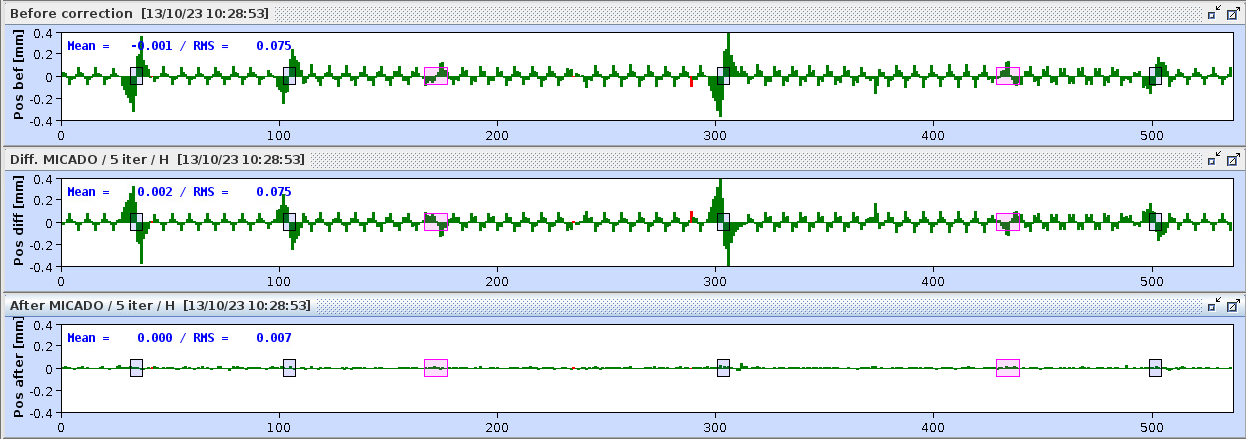 Before correction [13/10/23 10:28:53]
Pos bef [mm]
Mean = -0.001 / RMS = 0.075
0.4
0.2
0
-0.2
-0.4
0 100 200 300 400 500
Diff. MICADO / 5 iter / H [13/10/23 10:28:53]
Pos diff [mm]
Mean = 0.002 / RMS = 0.075
0.4
0.2
0
-0.2
-0.4
0 100 200 300 400 500
After MICADO / 5 iter / H [13/10/23 10:28:53]
Pos after [mm]
Mean = 0.000 / RMS = 0.007
0.4
0.2
0
-0.2
-0.4
0 100 200 300 400 500